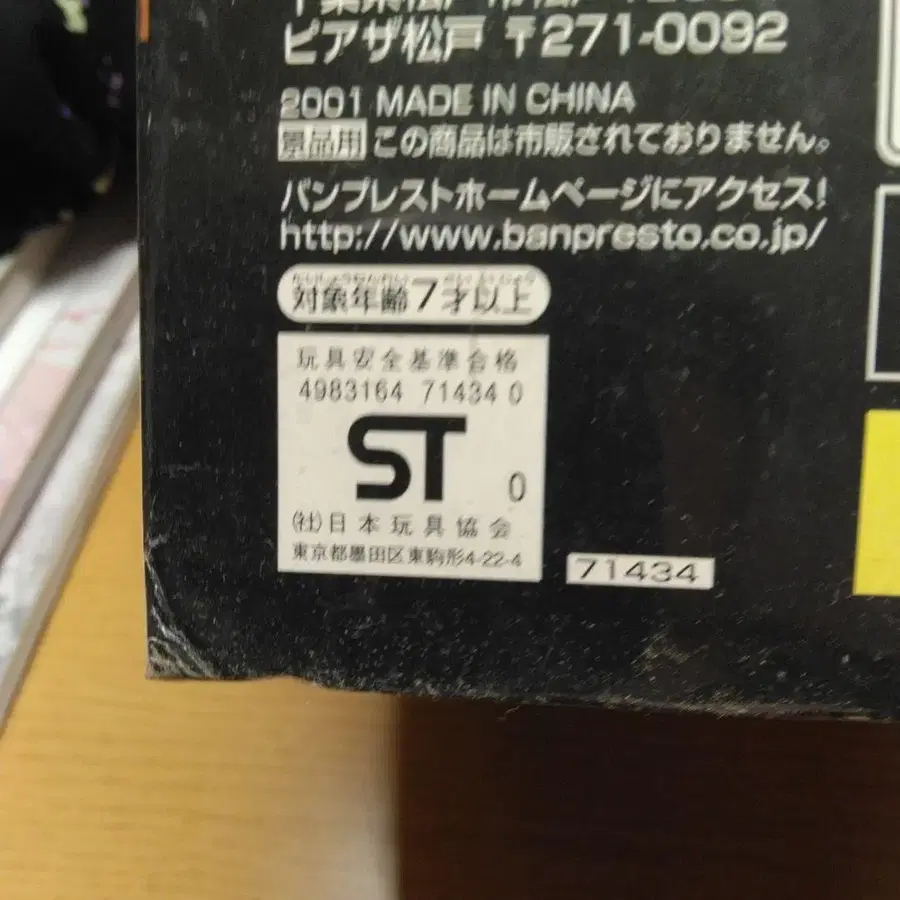 ピアザ松戸 〒271-0092
2001 MADE IN CHINA
景品用 この商品は市販されておりません。
バンプレストホームページにアクセス!
http://www.banpresto.co.jp/
対象年齢7才以上
玩具安全基準合格
4983164 71434 0
ST 0
(社)日本玩具協会
東京都墨田区東駒形4-22-4
71434